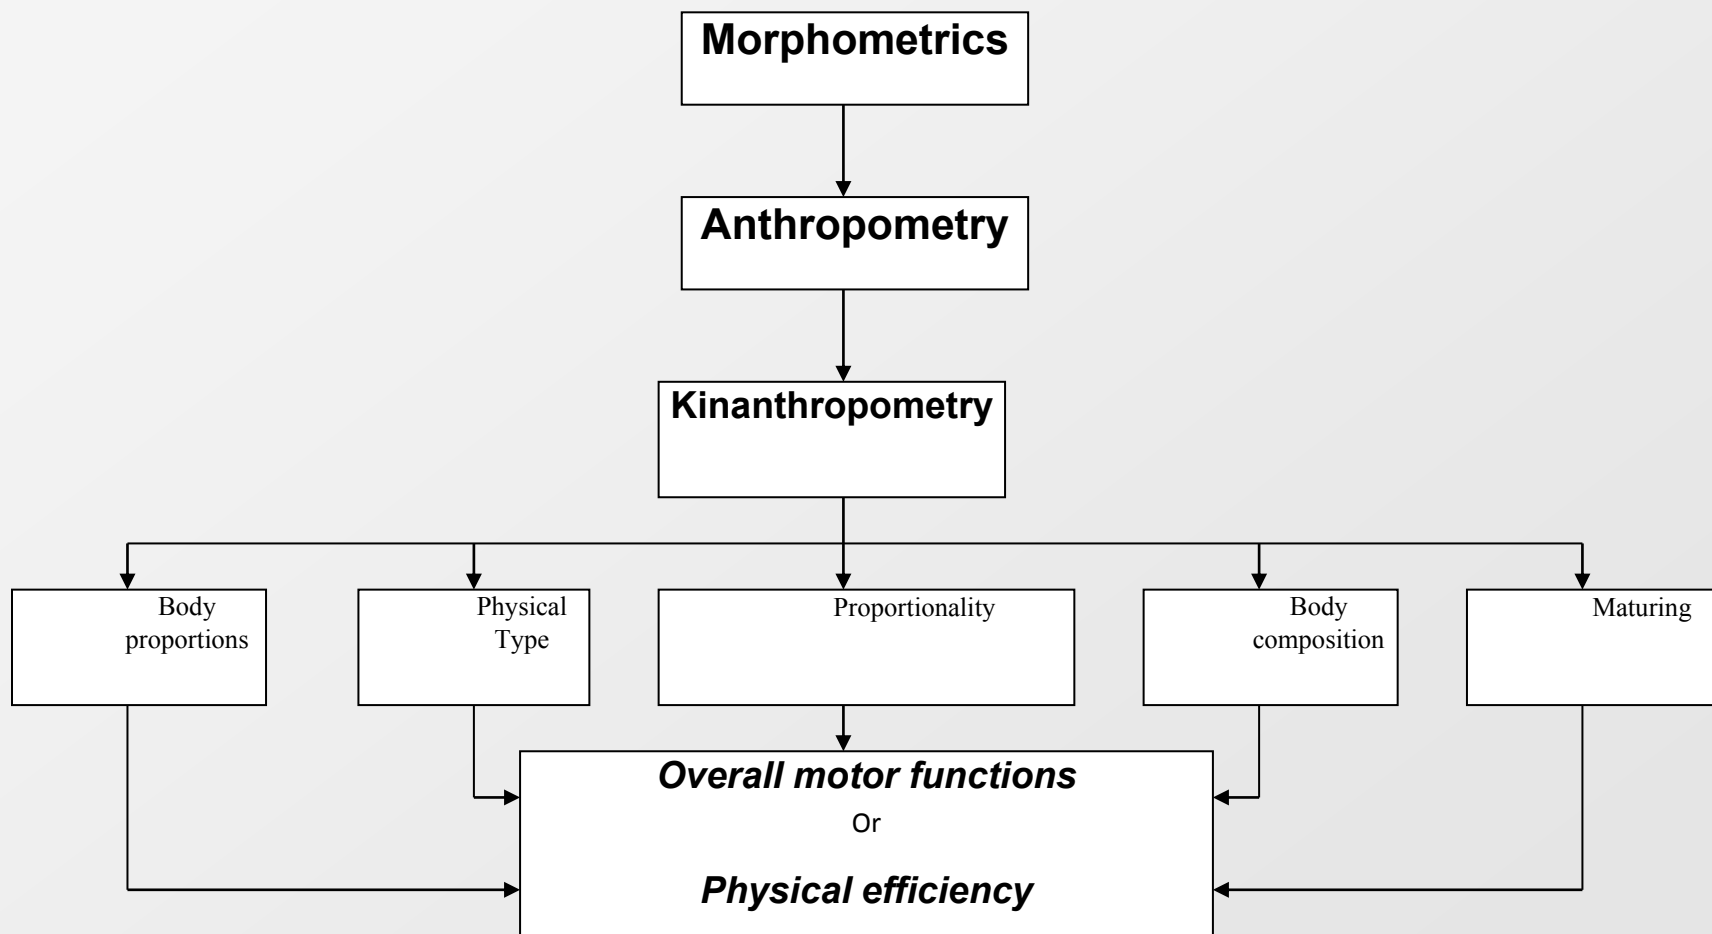 Morphometrics
Anthropometry
Kinanthropometry
Body
proportions
Physical
Type
Proportionality
Body
composition
Maturing
Overall motor functions
Or
Physical efficiency